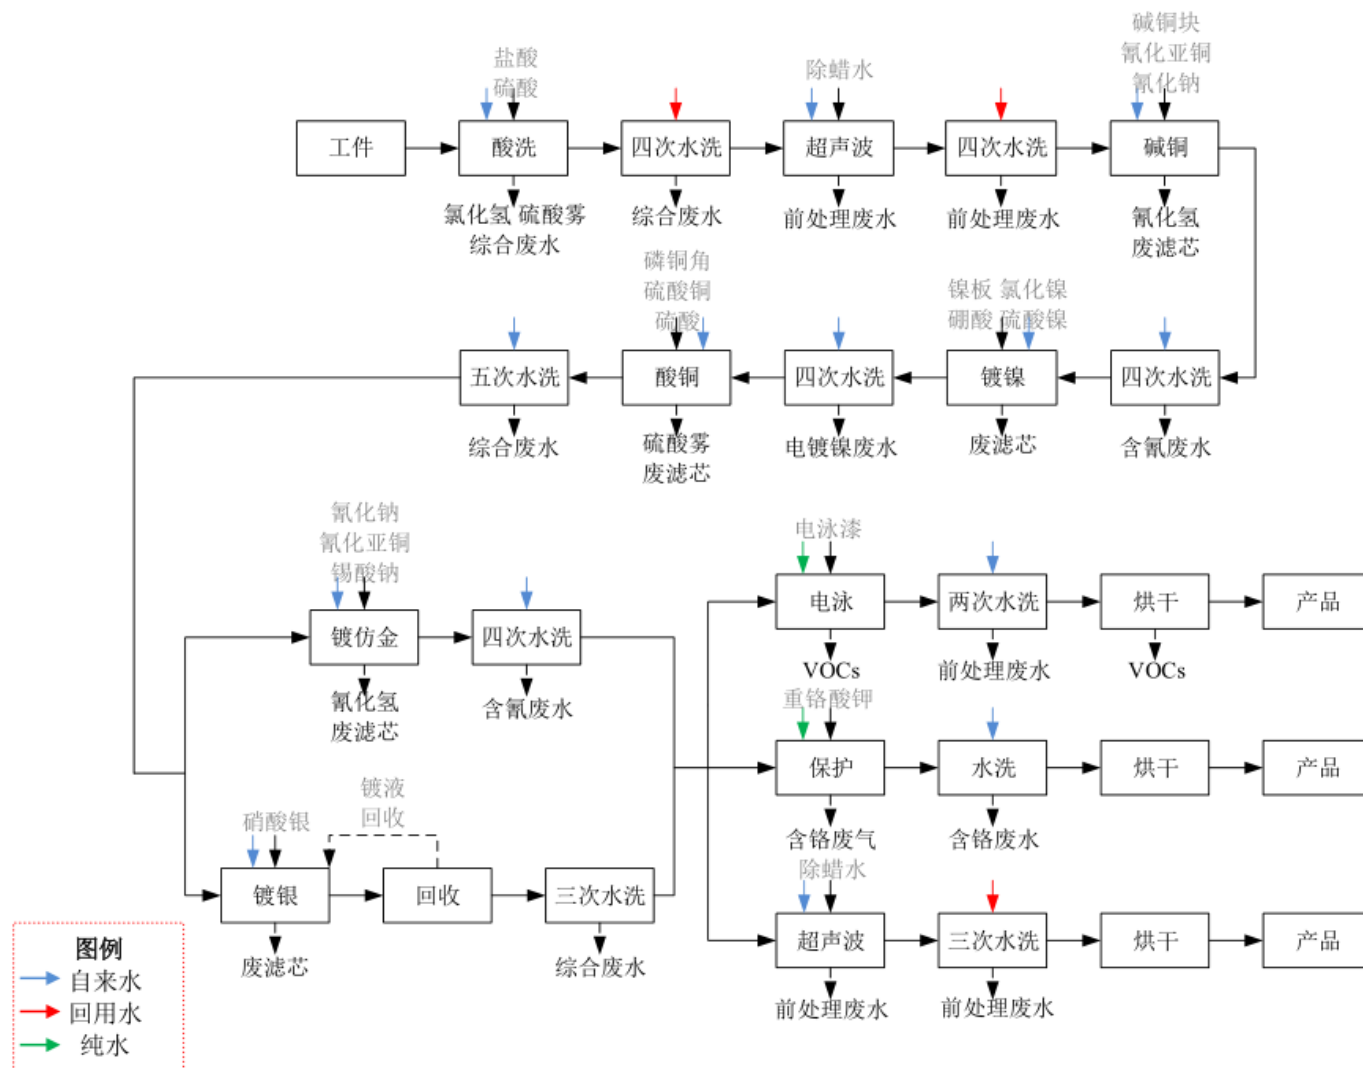 盐酸
硫酸
除蜡水
碱铜块
氰化亚铜
氰化钠
工件
酸洗
四次水洗
超声波
四次水洗
碱铜
氯化氢 硫酸雾
综合废水
综合废水
前处理废水
前处理废水
氰化氢
废滤芯
磷铜角
硫酸铜
硫酸
镍板 氯化镍
硼酸 硫酸镍
五次水洗
酸铜
四次水洗
镀镍
四次水洗
综合废水
硫酸雾
废滤芯
电镀镍废水
废滤芯
含氰废水
氰化钠
氰化亚铜
锡酸钠
镀仿金
四次水洗
氰化氢
废滤芯
含氰废水
电泳漆
电泳
两次水洗
烘干
产品
VOCs
前处理废水
VOCs
重铬酸钾
保护
水洗
烘干
产品
含铬废气
含铬废水
硝酸银
镀液
回收
镀银
回收
三次水洗
废滤芯
综合废水
除蜡水
超声波
三次水洗
烘干
产品
前处理废水
前处理废水
图例
自来水
回用水
纯水